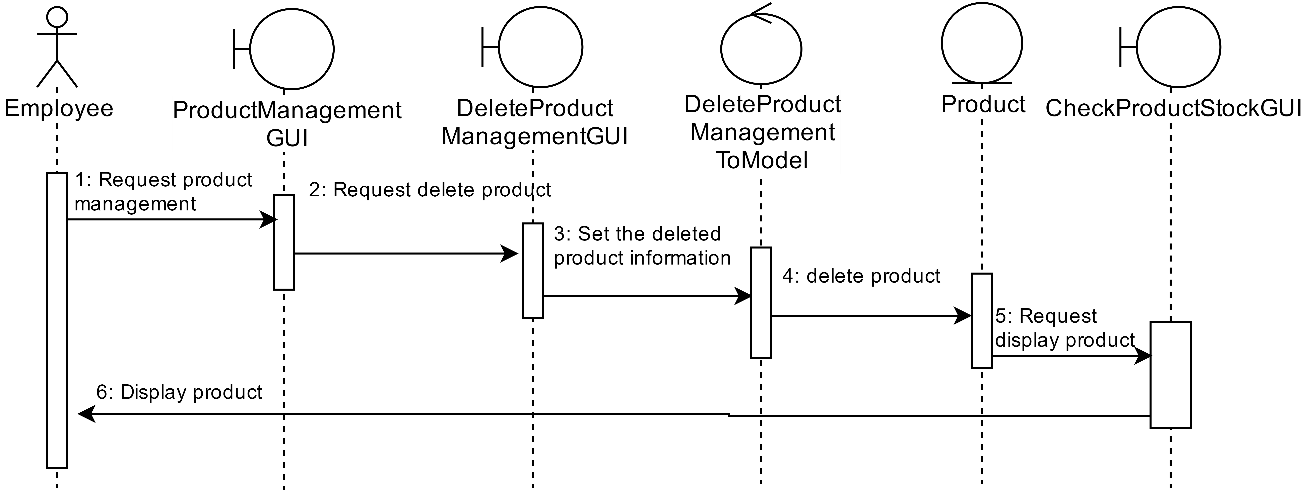 Employee
ProductManagement
GUI
DeleteProduct
ManagementGUI
DeleteProduct
Management
ToModel
Product
CheckProductStockGUI
1: Request product
management
2: Request delete product
3: Set the deleted
product information
4: delete product
5: Request
display product
6: Display product